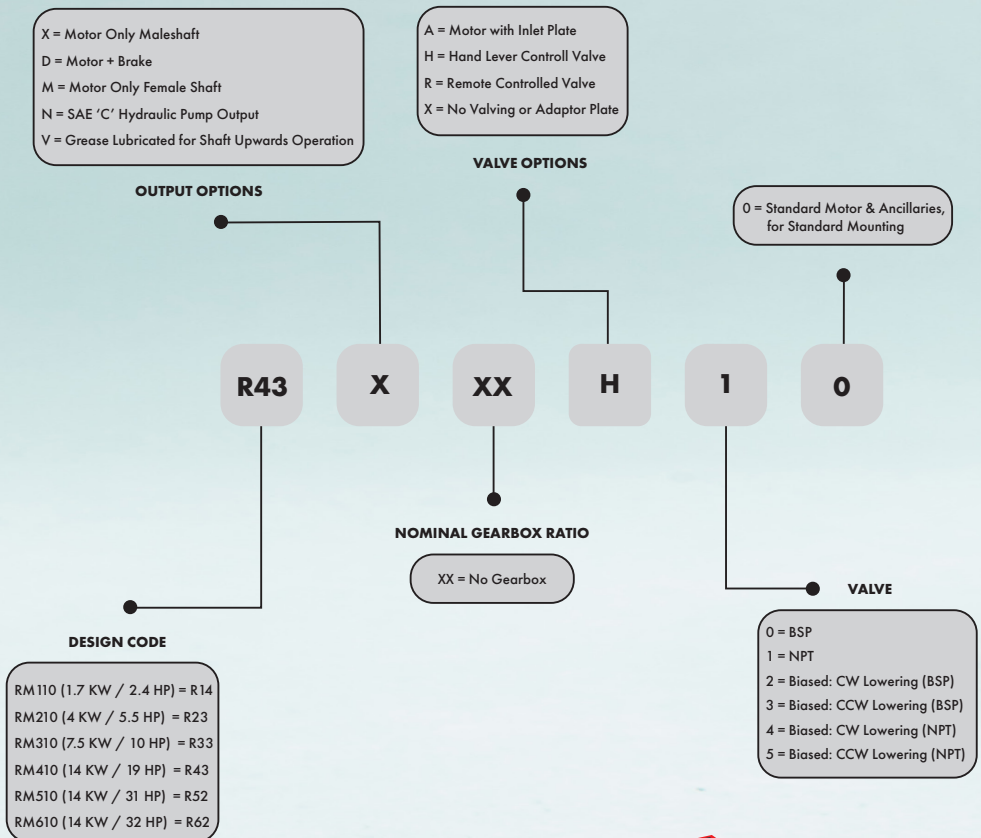 X = Motor Only Maleshaft
D = Motor + Brake
M = Motor Only Female Shaft
N = SAE ‘C’ Hydraulic Pump Output
V = Grease Lubricated for Shaft Upwards Operation
OUTPUT OPTIONS
A = Motor with Inlet Plate
H = Hand Lever Controll Valve
R = Remote Controlled Valve
X = No Valving or Adaptor Plate
VALVE OPTIONS
0 = Standard Motor & Ancillaries,
for Standard Mounting
R43 X XX H 1 0
NOMINAL GEARBOX RATIO
XX = No Gearbox
DESIGN CODE
RM110 (1.7 KW / 2.4 HP) = R14
RM210 (4 KW / 5.5 HP) = R23
RM310 (7.5 KW / 10 HP) = R33
RM410 (14 KW / 19 HP) = R43
RM510 (14 KW / 31 HP) = R52
RM610 (14 KW / 32 HP) = R62
VALVE
0 = BSP
1 = NPT
2 = Biased: CW Lowering (BSP)
3 = Biased: CCW Lowering (BSP)
4 = Biased: CW Lowering (NPT)
5 = Biased: CCW Lowering (NPT)